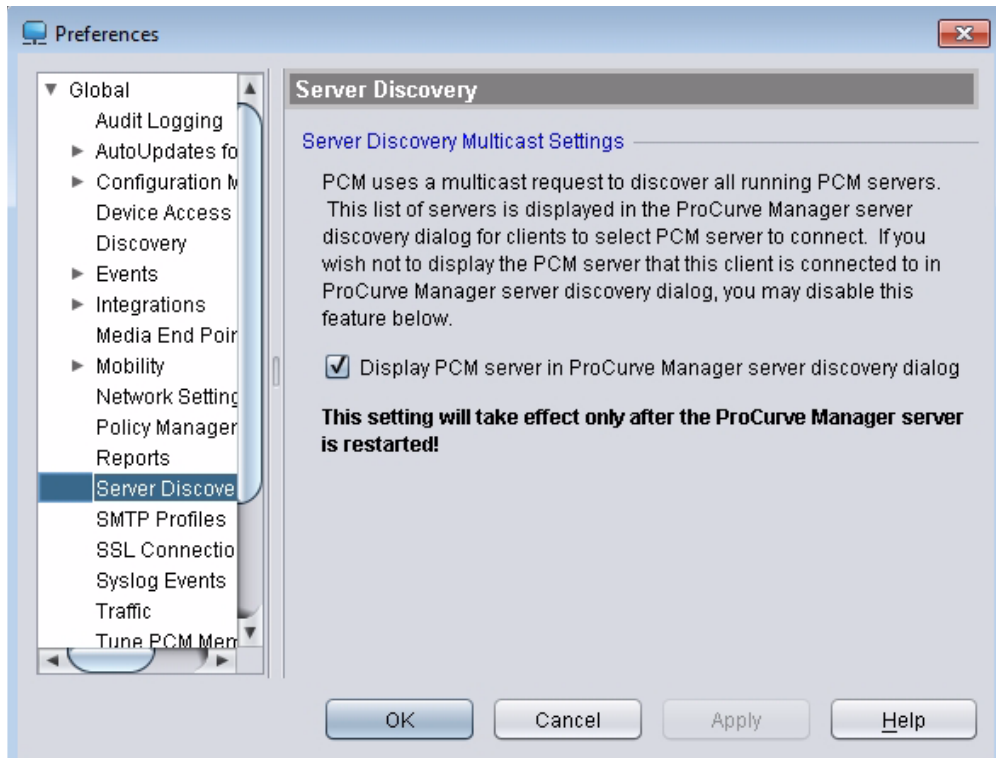 Preferences
Global
Audit Logging
AutoUpdates fo
Configuration M
Device Access
Discovery
Events
Integrations
Media End Poin
Mobility
Network Setting
Policy Manager
Reports
Server Discove
SMTP Profiles
SSL Connectio
Syslog Events
Traffic
Tune PCM Mem
Server Discovery
Server Discovery Multicast Settings
PCM uses a multicast request to discover all running PCM servers.
This list of servers is displayed in the ProCurve Manager server
discovery dialog for clients to select PCM server to connect. If you
wish not to display the PCM server that this client is connected to in
ProCurve Manager server discovery dialog, you may disable this
feature below.
Display PCM server in ProCurve Manager server discovery dialog
This setting will take effect only after the ProCurve Manager server
is restarted!
OK
Cancel
Apply
Help